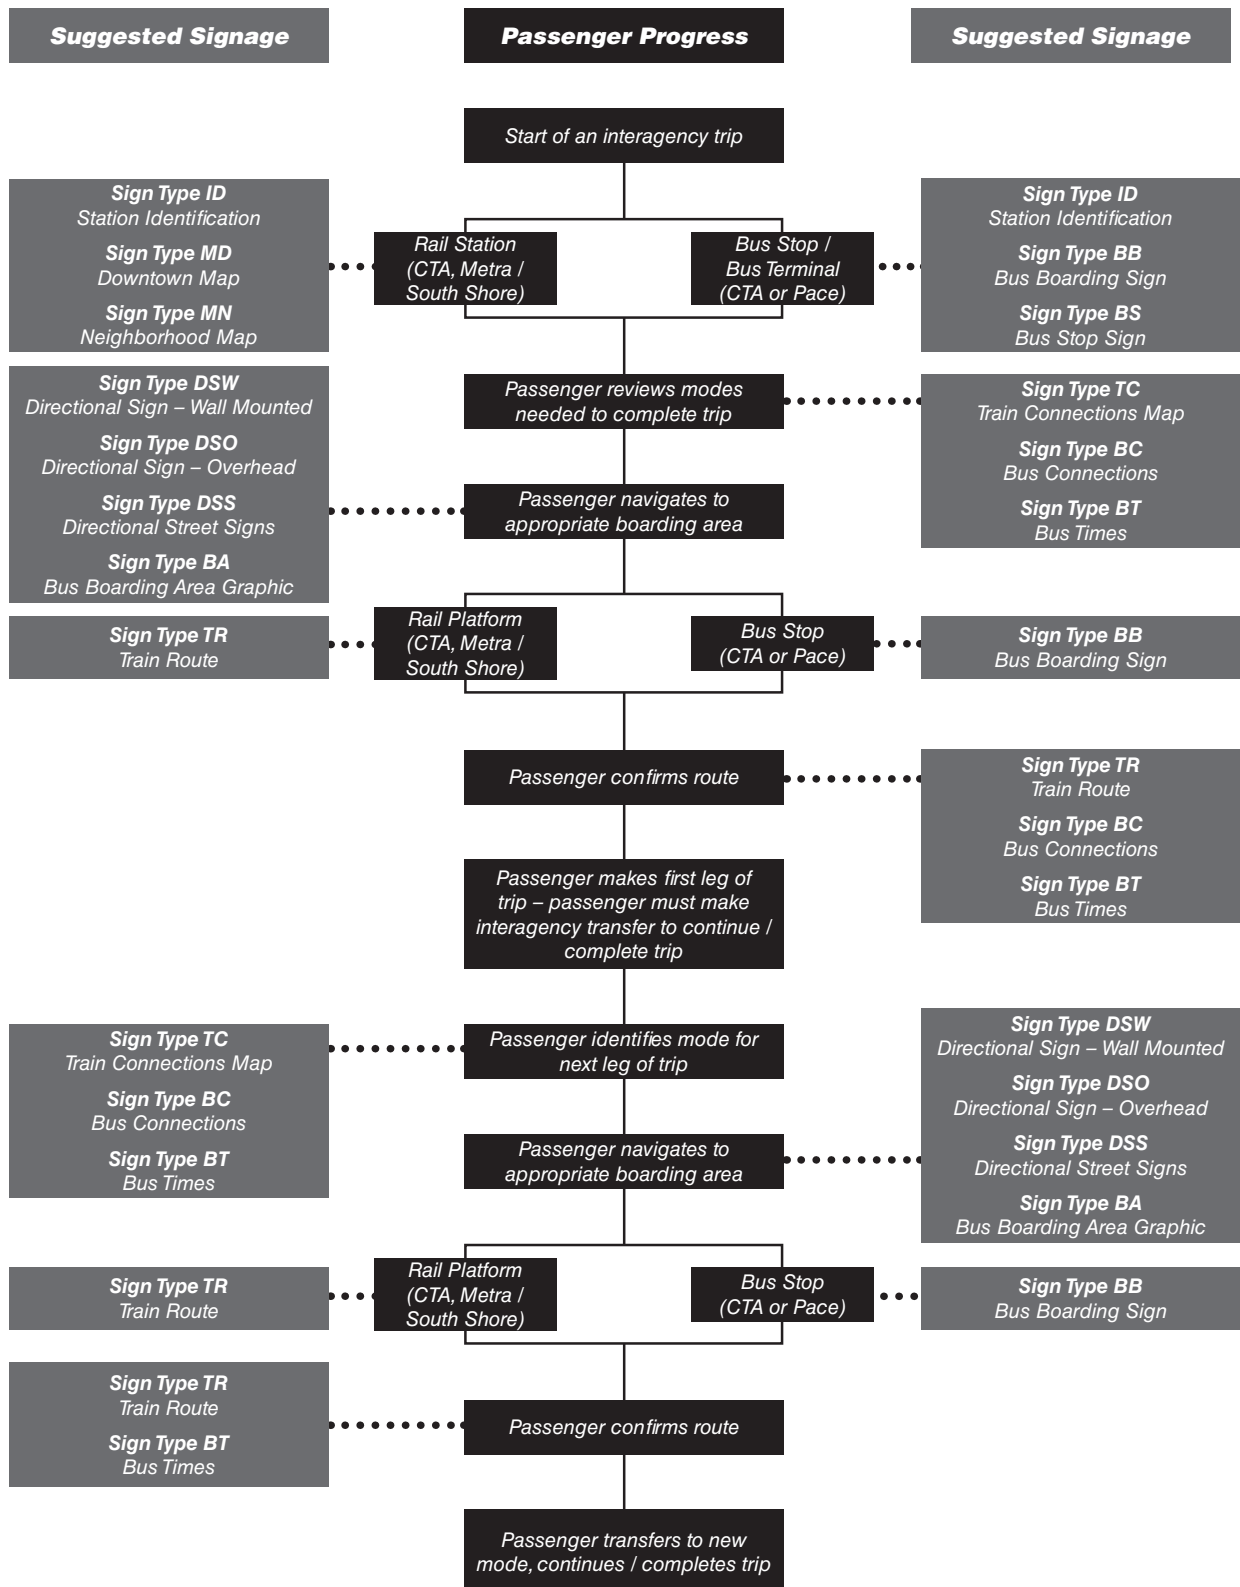 Suggested Signage
Passenger Progress
Suggested Signage
Start of an interagency trip
Sign Type ID
Station Identification
Sign Type MD
Downtown Map
Sign Type MN
Neighborhood Map
Rail Station
(CTA, Metra /
South Shore)
Bus Stop /
Bus Terminal
(CTA or Pace)
Sign Type ID
Station Identification
Sign Type BB
Bus Boarding Sign
Sign Type BS
Bus Stop Sign
Passenger reviews modes
needed to complete trip
Sign Type TC
Train Connections Map
Sign Type BC
Bus Connections
Sign Type BT
Bus Times
Sign Type DSW
Directional Sign – Wall Mounted
Sign Type DSO
Directional Sign – Overhead
Sign Type DSS
Directional Street Signs
Sign Type BA
Bus Boarding Area Graphic
Passenger navigates to
appropriate boarding area
Sign Type TR
Train Route
Rail Platform
(CTA, Metra /
South Shore)
Bus Stop
(CTA or Pace)
Sign Type BB
Bus Boarding Sign
Passenger confirms route
Sign Type TR
Train Route
Sign Type BC
Bus Connections
Sign Type BT
Bus Times
Passenger makes first leg of
trip – passenger must make
interagency transfer to continue /
complete trip
Sign Type TC
Train Connections Map
Sign Type BC
Bus Connections
Sign Type BT
Bus Times
Passenger identifies mode for
next leg of trip
Passenger navigates to
appropriate boarding area
Sign Type DSW
Directional Sign – Wall Mounted
Sign Type DSO
Directional Sign – Overhead
Sign Type DSS
Directional Street Signs
Sign Type BA
Bus Boarding Area Graphic
Sign Type TR
Train Route
Rail Platform
(CTA, Metra /
South Shore)
Bus Stop
(CTA or Pace)
Sign Type BB
Bus Boarding Sign
Sign Type TR
Train Route
Sign Type BT
Bus Times
Passenger confirms route
Passenger transfers to new
mode, continues / completes trip